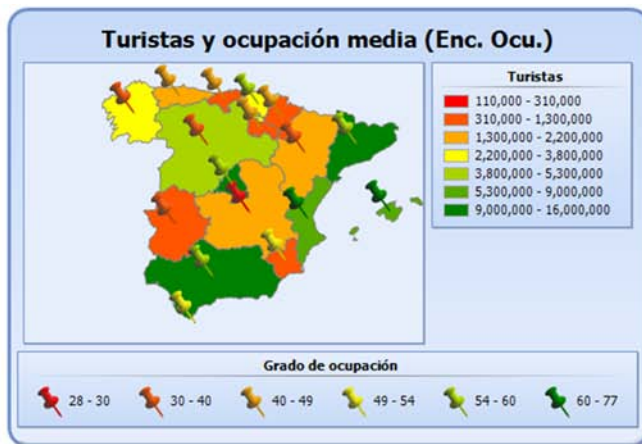 Turistas y ocupación media (Enc. Ocu.)
Turistas
110,000 - 310,000
310,000 - 1,300,000
1,300,000 - 2,200,000
2,200,000 - 3,800,000
3,800,000 - 5,300,000
5,300,000 - 9,000,000
9,000,000 - 16,000,000
Grado de ocupación
28 - 30 30 - 40 40 - 49 49 - 54 54 - 60 60 - 77